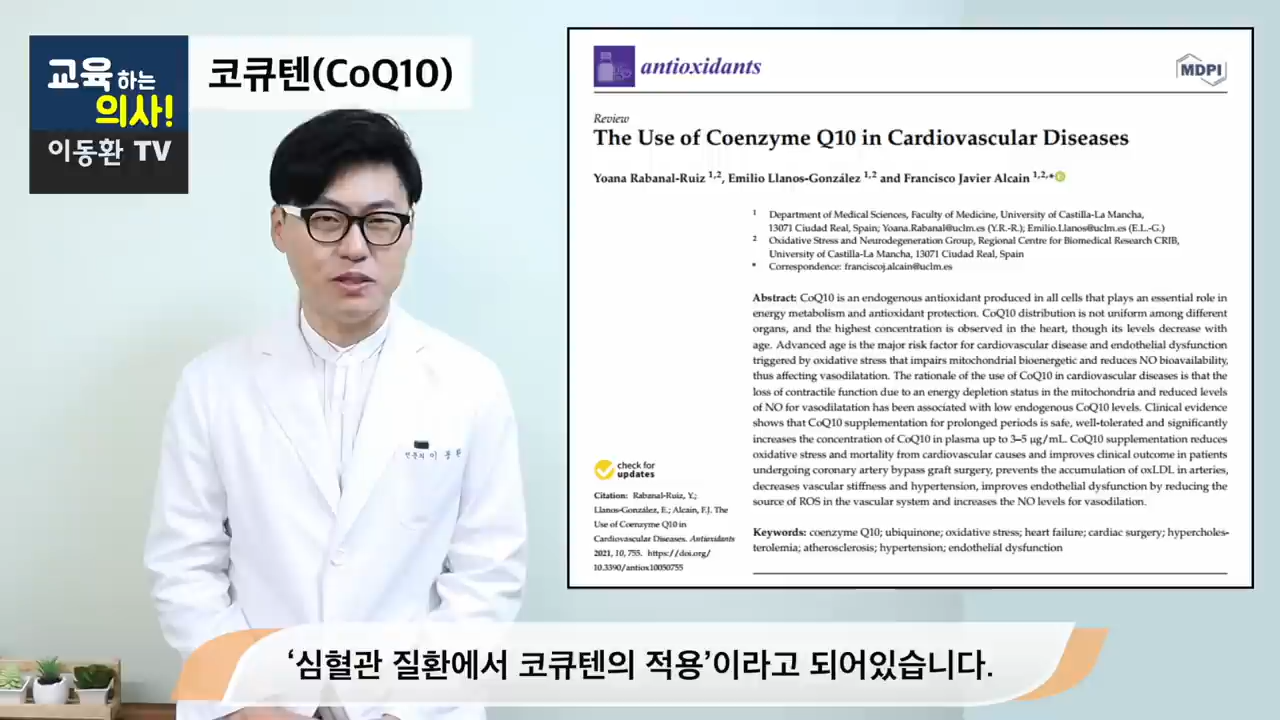 교육하는
의사!
이동환 TV
코큐텐(CoQ10)
antioxidants
MDPI
Review
The Use of Coenzyme Q10 in Cardiovascular Diseases
Yoana Rabanal-Ruiz 1,2, Emilio Llanos-González 1,2 and Francisco Javier Alcain 1,2,*
1 Department of Medical Sciences, Faculty of Medicine, University of Castilla-La Mancha,
13071 Ciudad Real, Spain; Yoana.Rabanal@uclm.es (Y.R.-R.); Emilio.Llanos@uclm.es (E.L.-G.)
2 Oxidative Stress and Neurodegeneration Group, Regional Centre for Biomedical Research CRIB,
University of Castilla-La Mancha, 13071 Ciudad Real, Spain
* Correspondence: franciscoj.alcain@uclm.es
Abstract: CoQ10 is an endogenous antioxidant produced in all cells that plays an essential role in
energy metabolism and antioxidant protection. CoQ10 distribution is not uniform among different
organs, and the highest concentration is observed in the heart, though its levels decrease with
age. Advanced age is the major risk factor for cardiovascular disease and endothelial dysfunction
triggered by oxidative stress that impairs mitochondrial bioenergetic and reduces NO bioavailability,
thus affecting vasodilatation. The rationale of the use of CoQ10 in cardiovascular diseases is that the
loss of contractile function due to an energy depletion status in the mitochondria and reduced levels
of NO for vasodilatation has been associated with low endogenous CoQ10 levels. Clinical evidence
shows that CoQ10 supplementation for prolonged periods is safe, well-tolerated and significantly
increases the concentration of CoQ10 in plasma up to 3–5 µg/mL. CoQ10 supplementation reduces
oxidative stress and mortality from cardiovascular causes and improves clinical outcome in patients
undergoing coronary artery bypass graft surgery, prevents the accumulation of oxLDL in arteries,
decreases vascular stiffness and hypertension, improves endothelial dysfunction by reducing the
source of ROS in the vascular system and increases the NO levels for vasodilation.
Keywords: coenzyme Q10; ubiquinone; oxidative stress; heart failure; cardiac surgery; hypercholes-
terolemia; atherosclerosis; hypertension; endothelial dysfunction
check for
updates
Citation: Rabanal-Ruiz, Y.;
Llanos-González, E.; Alcain, F.J. The
Use of Coenzyme Q10 in
Cardiovascular Diseases. Antioxidants
2021, 10, 755. https://doi.org/
10.3390/antiox10050755
‘심혈관 질환에서 코큐텐의 적용’이라고 되어있습니다.